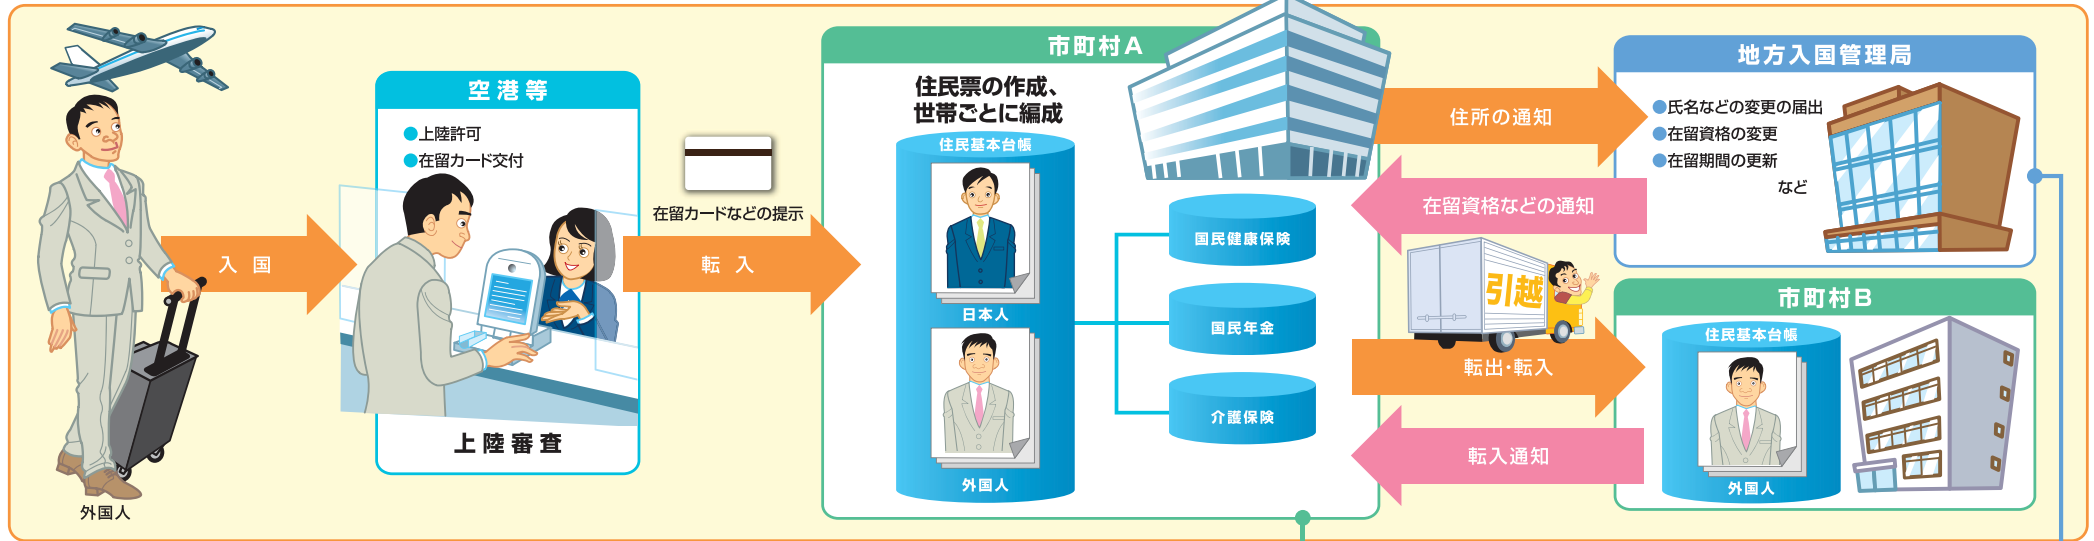 外国人
入国
空港等
●上陸許可
●在留カード交付
上陸審査
在留カードなどの提示
転入
市町村A
住民票の作成、
世帯ごとに編成
住民基本台帳
日本人
外国人
国民健康保険
国民年金
介護保険
住所の通知
在留資格などの通知
引越
転出・転入
転入通知
地方入国管理局
●氏名などの変更の届出
●在留資格の変更
●在留期間の更新
など
市町村B
住民基本台帳
外国人